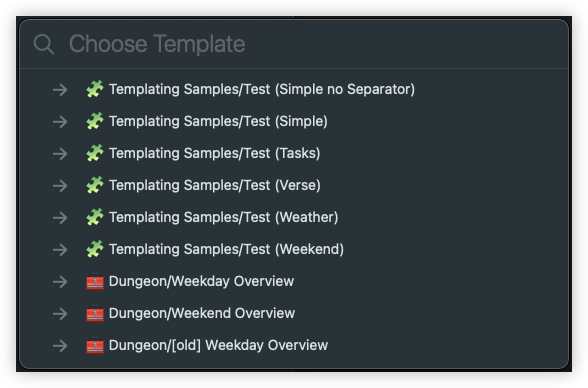 Choose Template
Templating Samples/Test (Simple no Separator)
Templating Samples/Test (Simple)
Templating Samples/Test (Tasks)
Templating Samples/Test (Verse)
Templating Samples/Test (Weather)
Templating Samples/Test (Weekend)
Dungeon/Weekday Overview
Dungeon/Weekend Overview
Dungeon/[old] Weekday Overview